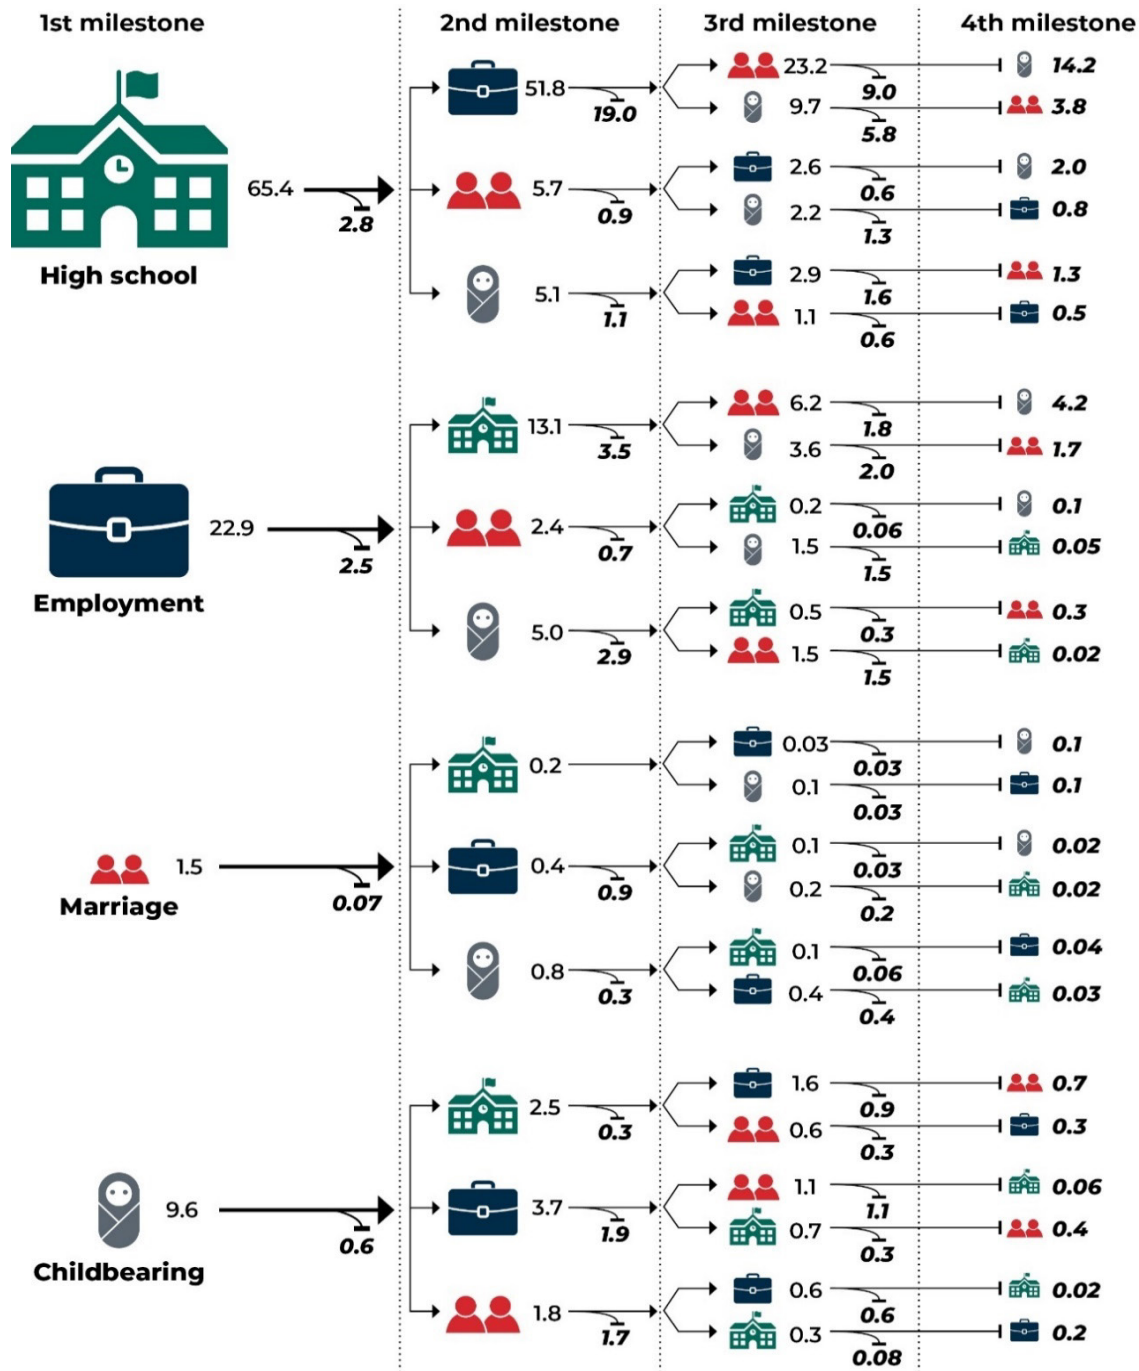 1st milestone 2nd milestone 3rd milestone 4th milestone
23.2 14.2
51.8 9.0
19.0 9.7 3.8
5.8
2.6 2.0
65.4 5.7 0.6
2.8 0.9 2.2 0.8
1.3
High school 2.9 1.3
5.1 1.6
1.1 1.1 0.5
0.6
6.2 4.2
13.1 1.8
3.5 3.6 1.7
2.0
0.2 0.1
22.9 2.4 0.06
2.5 0.7 1.5 0.05
1.5
Employment 0.5 0.3
5.0 0.3
2.9 1.5 0.02
1.5
0.03 0.1
0.2 0.03
0.1 0.1
0.03
0.1 0.02
1.5 0.4 0.03
0.07 0.9 0.2 0.02
Marriage 0.2
0.1 0.04
0.8 0.06
0.3 0.4 0.03
0.4
1.6 0.7
2.5 0.9
0.3 0.6 0.3
0.3
1.1 0.06
9.6 3.7 1.1
0.6 1.9 0.7 0.4
0.3
Childbearing 0.6 0.02
1.8 0.6
1.7 0.3 0.2
0.08